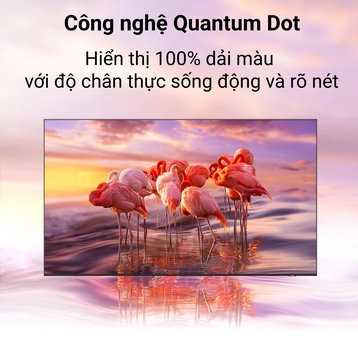 Công nghệ Quantum Dot
Hiển thị 100% dải màu
với độ chân thực sống động và rõ nét